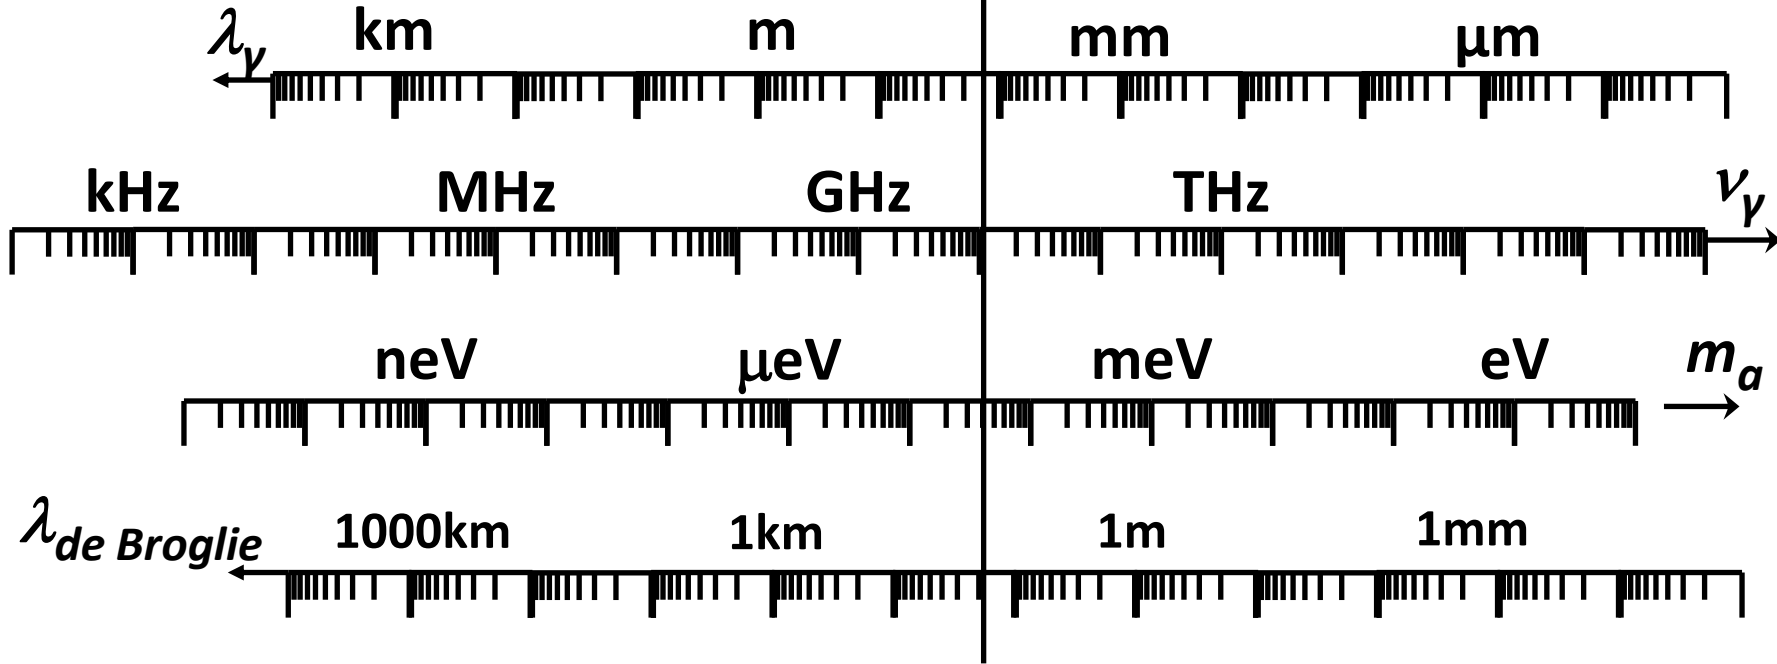 λγ km m mm µm
kHz MHz GHz THz νγ
neV µeV meV eV ma
λde Broglie 1000km 1km 1m 1mm